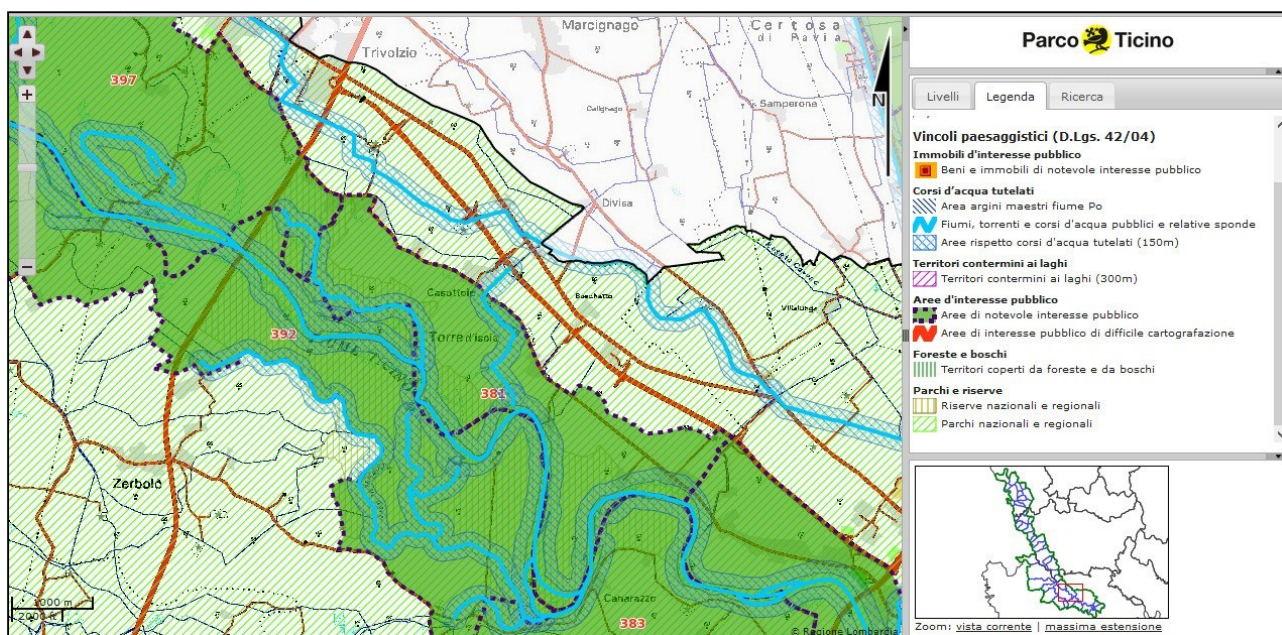 Marcignago
Certosa
di Pavia
Trivolzio
397
Calignago
Samperone
Divisa
Casottole
Boschetto
Villalunga
392
Torre d'Isola
381
Zerbolò
Canarazzo
383
1000 m
2000 ft
© Regione Lombardia
N
Parco Ticino
Livelli
Legenda
Ricerca
Vincoli paesaggistici (D.Lgs. 42/04)
Immobili d'interesse pubblico
Beni e immobili di notevole interesse pubblico
Corsi d'acqua tutelati
Area argini maestri fiume Po
Fiumi, torrenti e corsi d'acqua pubblici e relative sponde
Aree rispetto corsi d'acqua tutelati (150m)
Territori contermini ai laghi
Territori contermini ai laghi (300m)
Aree d'interesse pubblico
Aree di notevole interesse pubblico
Aree di interesse pubblico di difficile cartografazione
Foreste e boschi
Territori coperti da foreste e da boschi
Parchi e riserve
Riserve nazionali e regionali
Parchi nazionali e regionali
Zoom: vista corrente | massima estensione